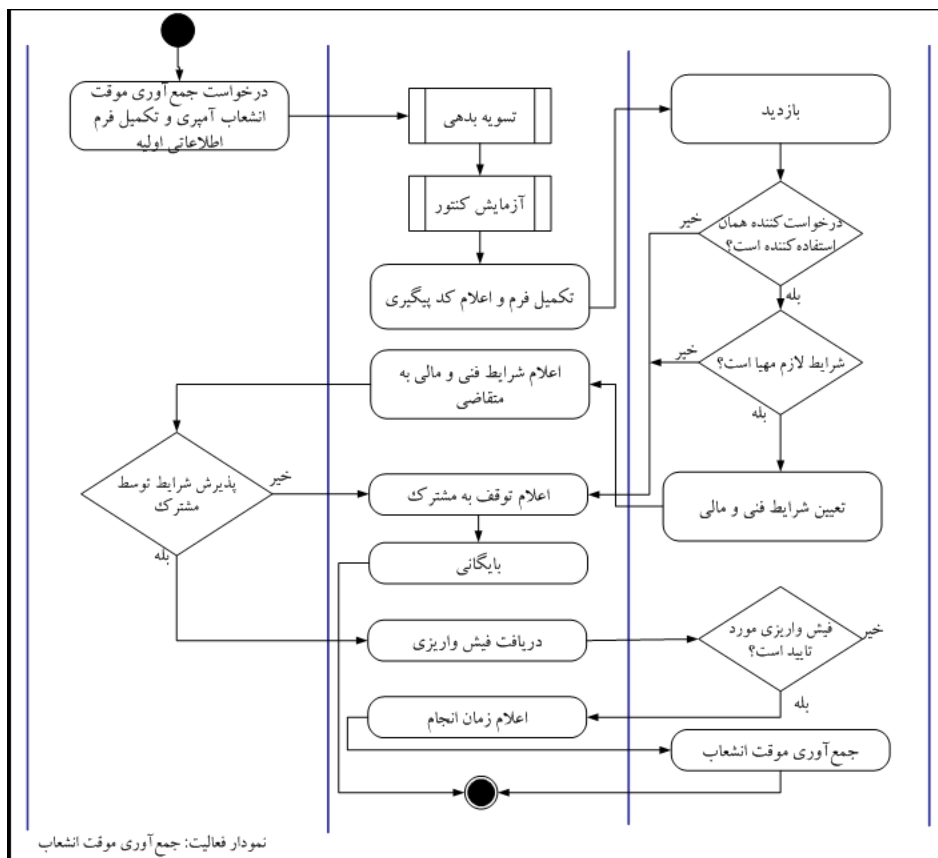 درخواست جمع‌آوری موقت
انشعاب آمپری و تکمیل فرم
اطلاعاتی اولیه
تسویه بدهی
بازدید
آزمایش کنتور
درخواست‌کننده همان
استفاده‌کننده است؟
خیر
بله
تکمیل فرم و اعلام کد پیگیری
شرایط لازم مهیا است؟
خیر
بله
اعلام شرایط فنی و مالی به
متقاضی
پذیرش شرایط توسط
مشترک
خیر
بله
اعلام توقف به مشترک
تعیین شرایط فنی و مالی
بایگانی
دریافت فیش واریزی
فیش واریزی مورد
تایید است؟
خیر
بله
اعلام زمان انجام
جمع‌آوری موقت انشعاب
نمودار فعالیت: جمع‌آوری موقت انشعاب